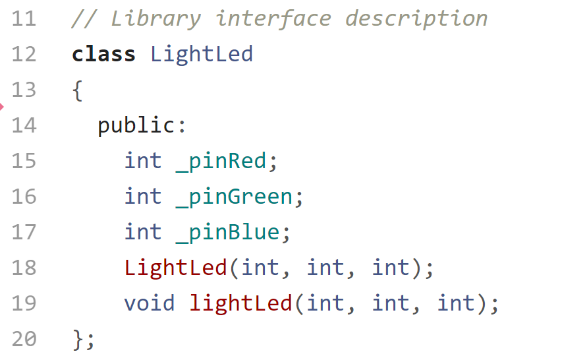 11 // Library interface description
12 class LightLed
13 {
14 public:
15 int _pinRed;
16 int _pinGreen;
17 int _pinBlue;
18 LightLed(int, int, int);
19 void lightLed(int, int, int);
20 };